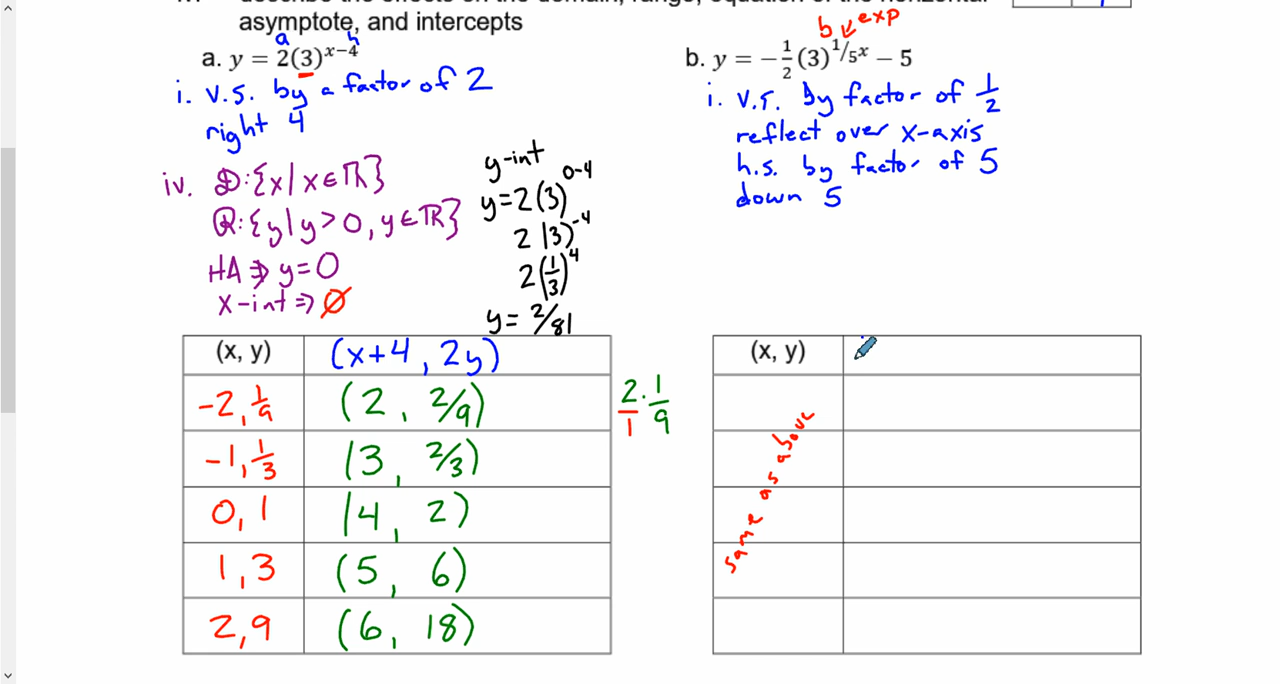 asymptote, and intercepts
a h
a. y = 2(3)^{x−4}
i. V.S. by a factor of 2
right 4
iv. D: {x | x ∈ ℝ}
R: {y | y > 0, y ∈ ℝ}
HA ⇒ y = 0
x-int ⇒ ∅
y-int
y = 2(3)^{0-4}
2(3)^{-4}
2(1/3)^4
y = 2/81
(x, y) (x+4, 2y)
-2, 1/9 (2, 2/9)
-1, 1/3 (3, 2/3)
0, 1 (4, 2)
1, 3 (5, 6)
2, 9 (6, 18)
2/1 · 1/9
b ↙ exp
b. y = −1/2 (3)^{1/5 x} − 5
i. V.S. by factor of 1/2
reflect over x-axis
h.s. by factor of 5
down 5
(x, y)
same as above